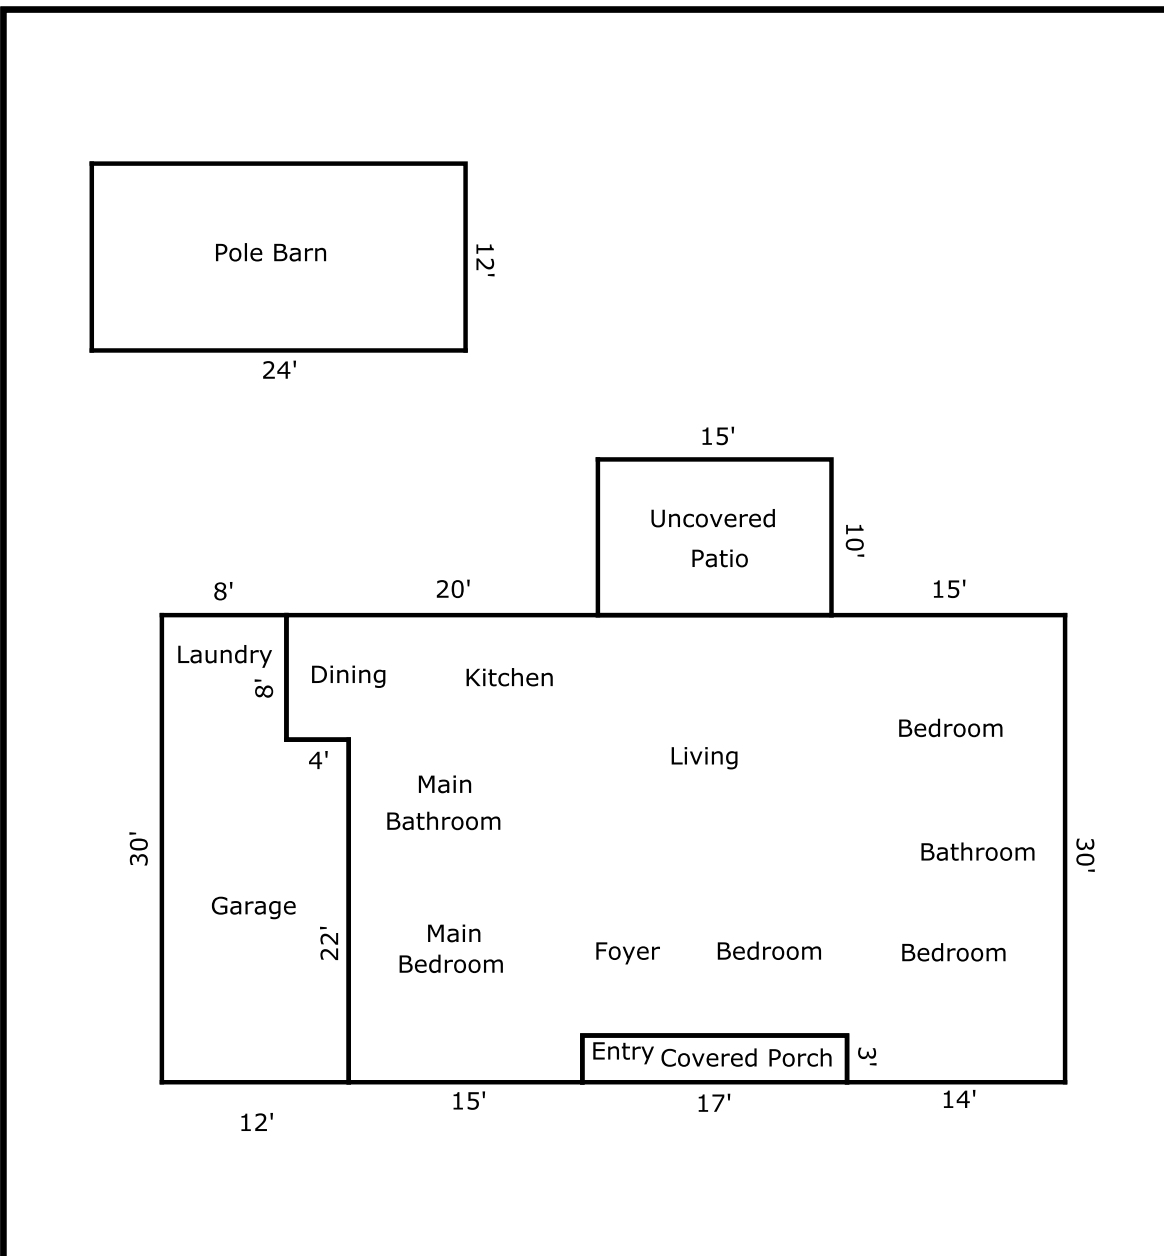 Pole Barn
12'
24'
15'
Uncovered
Patio
10'
8'
20'
15'
Laundry
8'
Dining
Kitchen
4'
Living
Bedroom
Main
Bathroom
30'
Bathroom
30'
Garage
22'
Main
Bedroom
Foyer
Bedroom
Bedroom
Entry
Covered Porch
3'
12'
15'
17'
14'